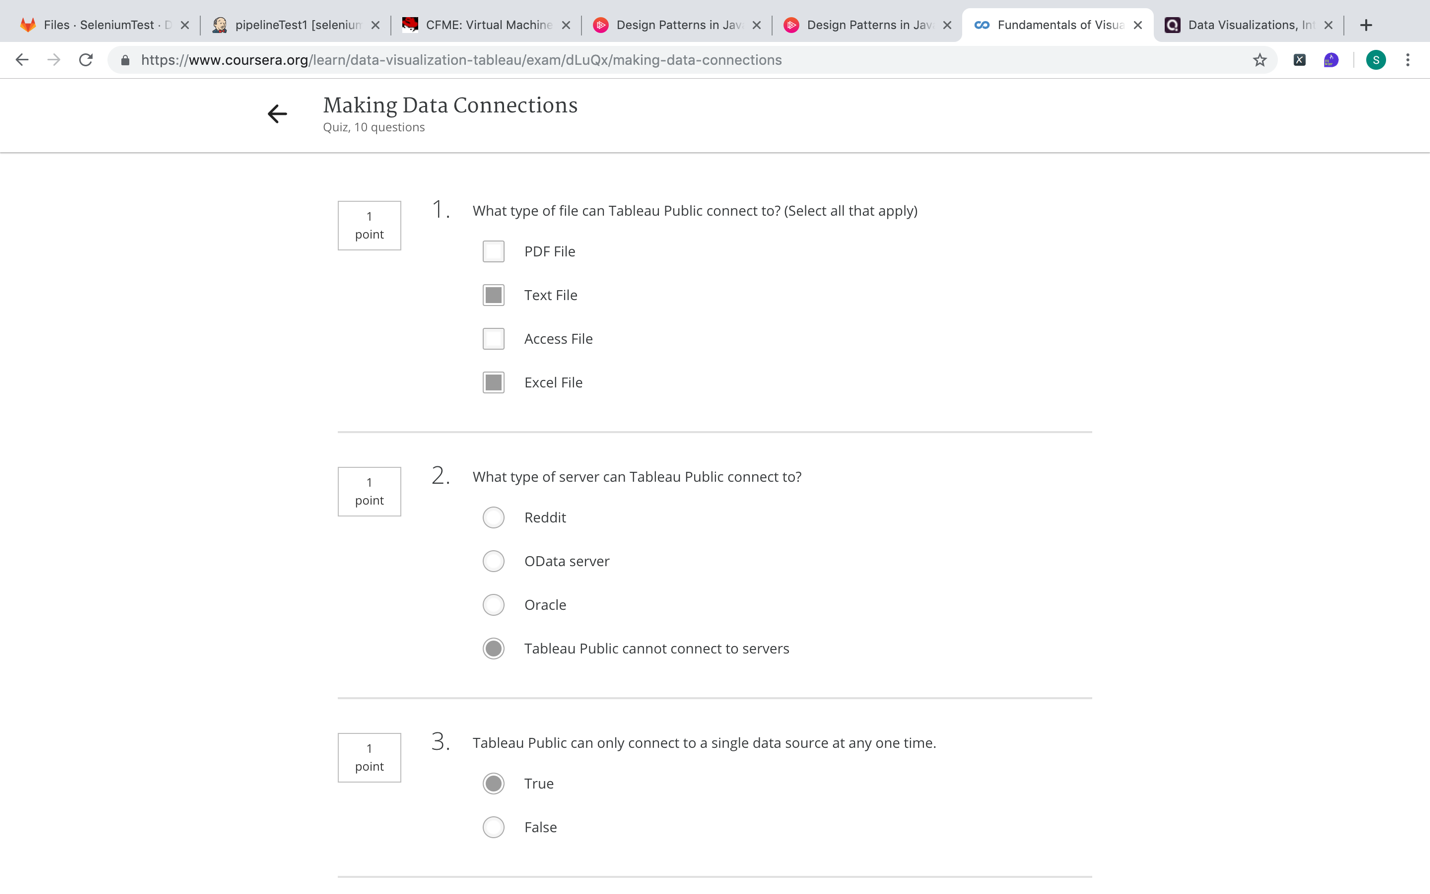 Files · SeleniumTest · D
pipelineTest1 [selenium
CFME: Virtual Machine
Design Patterns in Jav
Design Patterns in Jav
Fundamentals of Visua
Data Visualizations, Int
https://www.coursera.org/learn/data-visualization-tableau/exam/dLuQx/making-data-connections
S
Making Data Connections
Quiz, 10 questions
1
point
1.
What type of file can Tableau Public connect to? (Select all that apply)
PDF File
Text File
Access File
Excel File
1
point
2.
What type of server can Tableau Public connect to?
Reddit
OData server
Oracle
Tableau Public cannot connect to servers
1
point
3.
Tableau Public can only connect to a single data source at any one time.
True
False